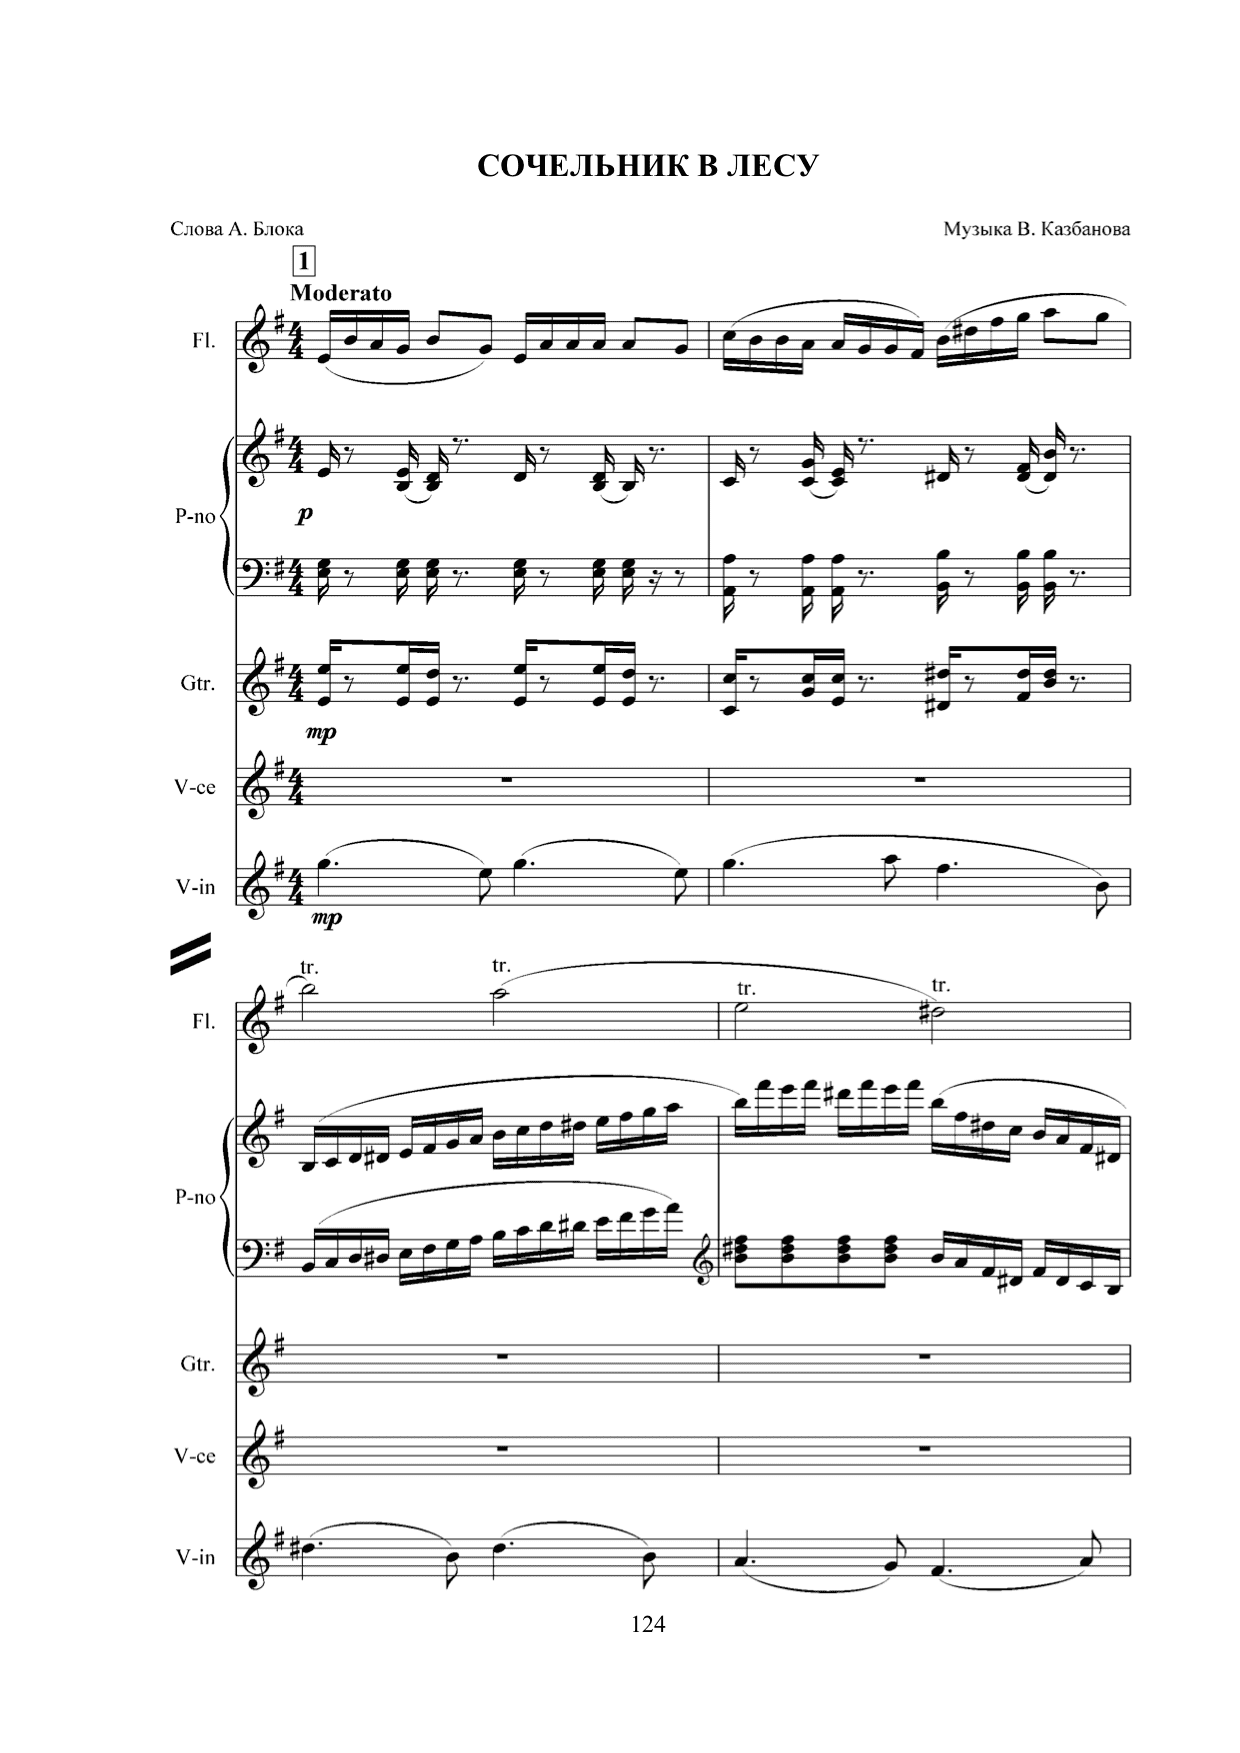 СОЧЕЛЬНИК В ЛЕСУ
Слова А. Блока
Музыка В. Казбанова
1
Moderato
Fl.
P-no
p
Gtr.
mp
V-ce
V-in
mp
tr.
tr.
tr.
tr.
Fl.
P-no
Gtr.
V-ce
V-in
124